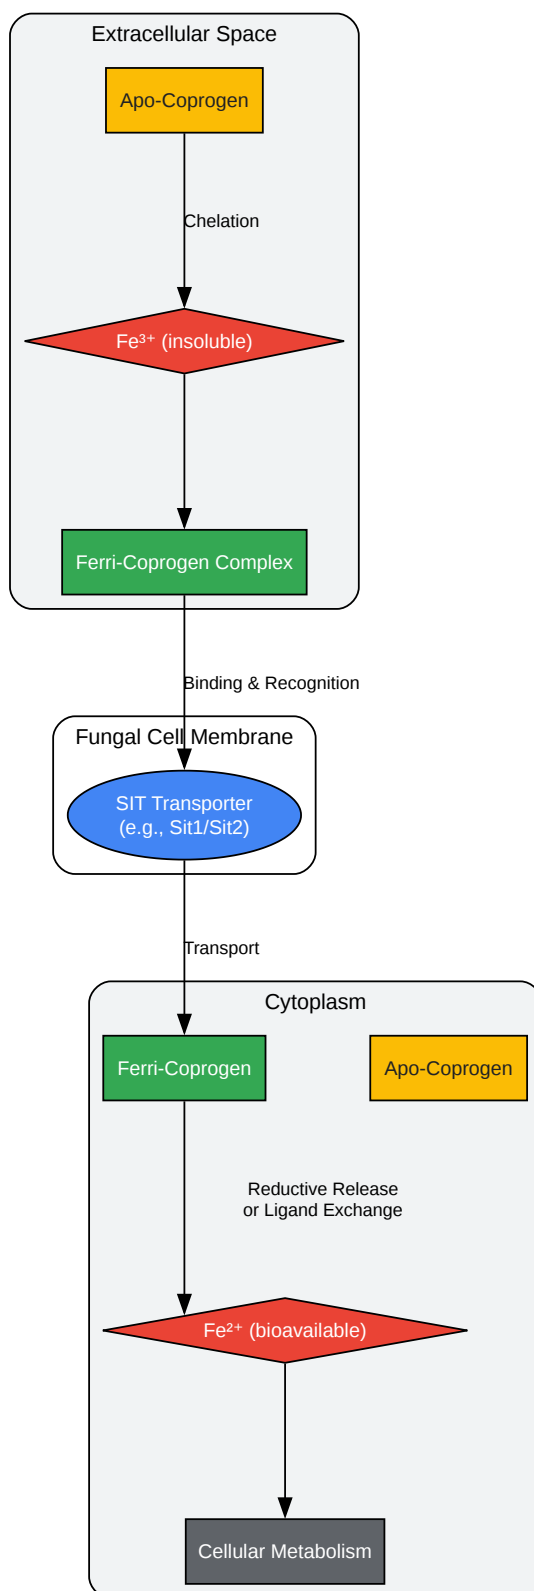 Extracellular Space
Apo-Coprogen
Chelation
Fe³⁺ (insoluble)
Ferri-Coprogen Complex
Binding & Recognition
Fungal Cell Membrane
SIT Transporter
(e.g., Sit1/Sit2)
Transport
Cytoplasm
Ferri-Coprogen
Apo-Coprogen
Reductive Release
or Ligand Exchange
Fe²⁺ (bioavailable)
Cellular Metabolism